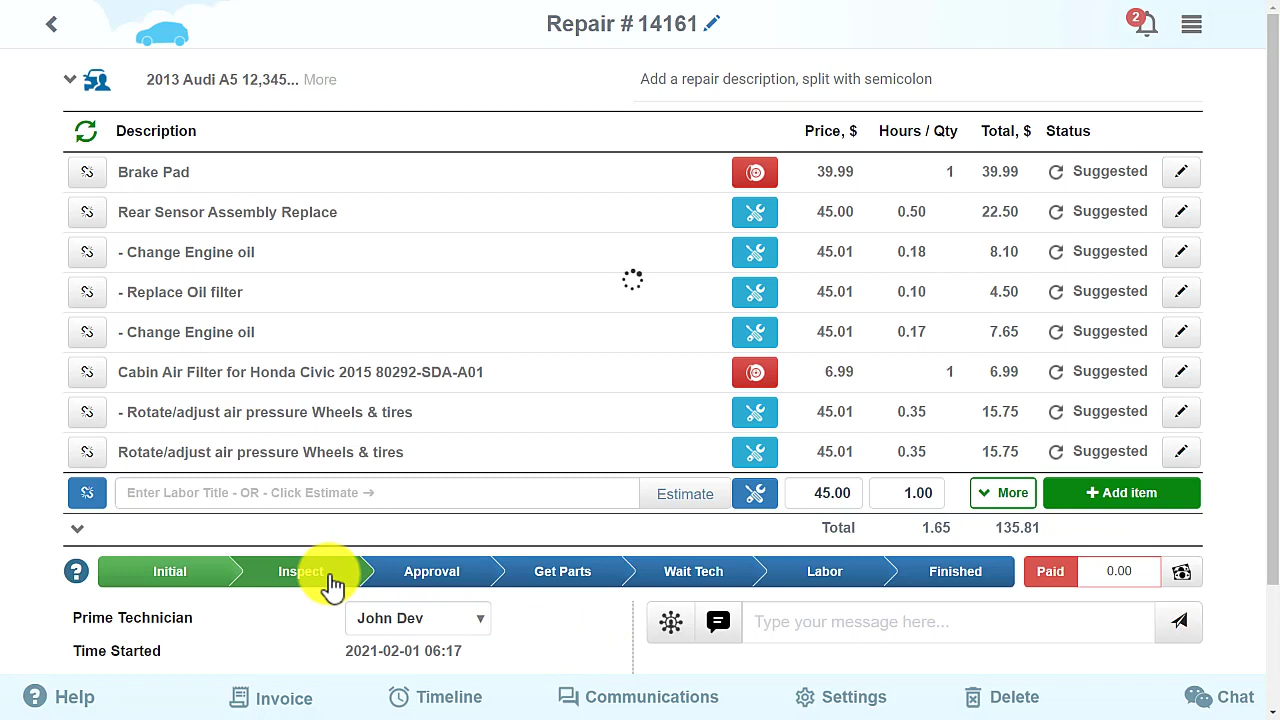 Repair # 14161
2
2013 Audi A5 12,345... More
Add a repair description, split with semicolon
Description Price, $ Hours / Qty Total, $ Status
Brake Pad 39.99 1 39.99 Suggested
Rear Sensor Assembly Replace 45.00 0.50 22.50 Suggested
- Change Engine oil 45.01 0.18 8.10 Suggested
- Replace Oil filter 45.01 0.10 4.50 Suggested
- Change Engine oil 45.01 0.17 7.65 Suggested
Cabin Air Filter for Honda Civic 2015 80292-SDA-A01 6.99 1 6.99 Suggested
- Rotate/adjust air pressure Wheels & tires 45.01 0.35 15.75 Suggested
Rotate/adjust air pressure Wheels & tires 45.01 0.35 15.75 Suggested
Enter Labor Title - OR - Click Estimate → Estimate 45.00 1.00 More + Add item
Total 1.65 135.81
? Initial Inspect Approval Get Parts Wait Tech Labor Finished Paid 0.00
Prime Technician John Dev Type your message here...
Time Started 2021-02-01 06:17
? Help Invoice Timeline Communications Settings Delete Chat